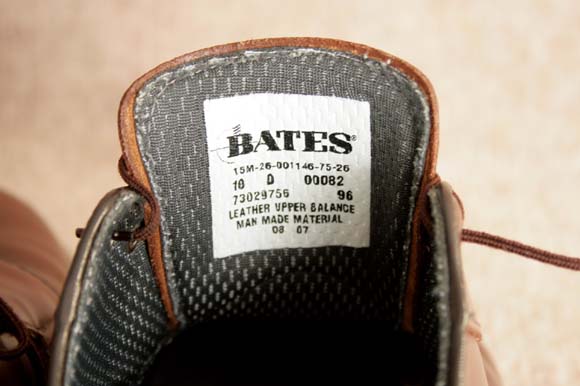 BATES®
15M-26-001146-75-26
10 D 00082
73029756 96
LEATHER UPPER BALANCE
MAN MADE MATERIAL
08 07